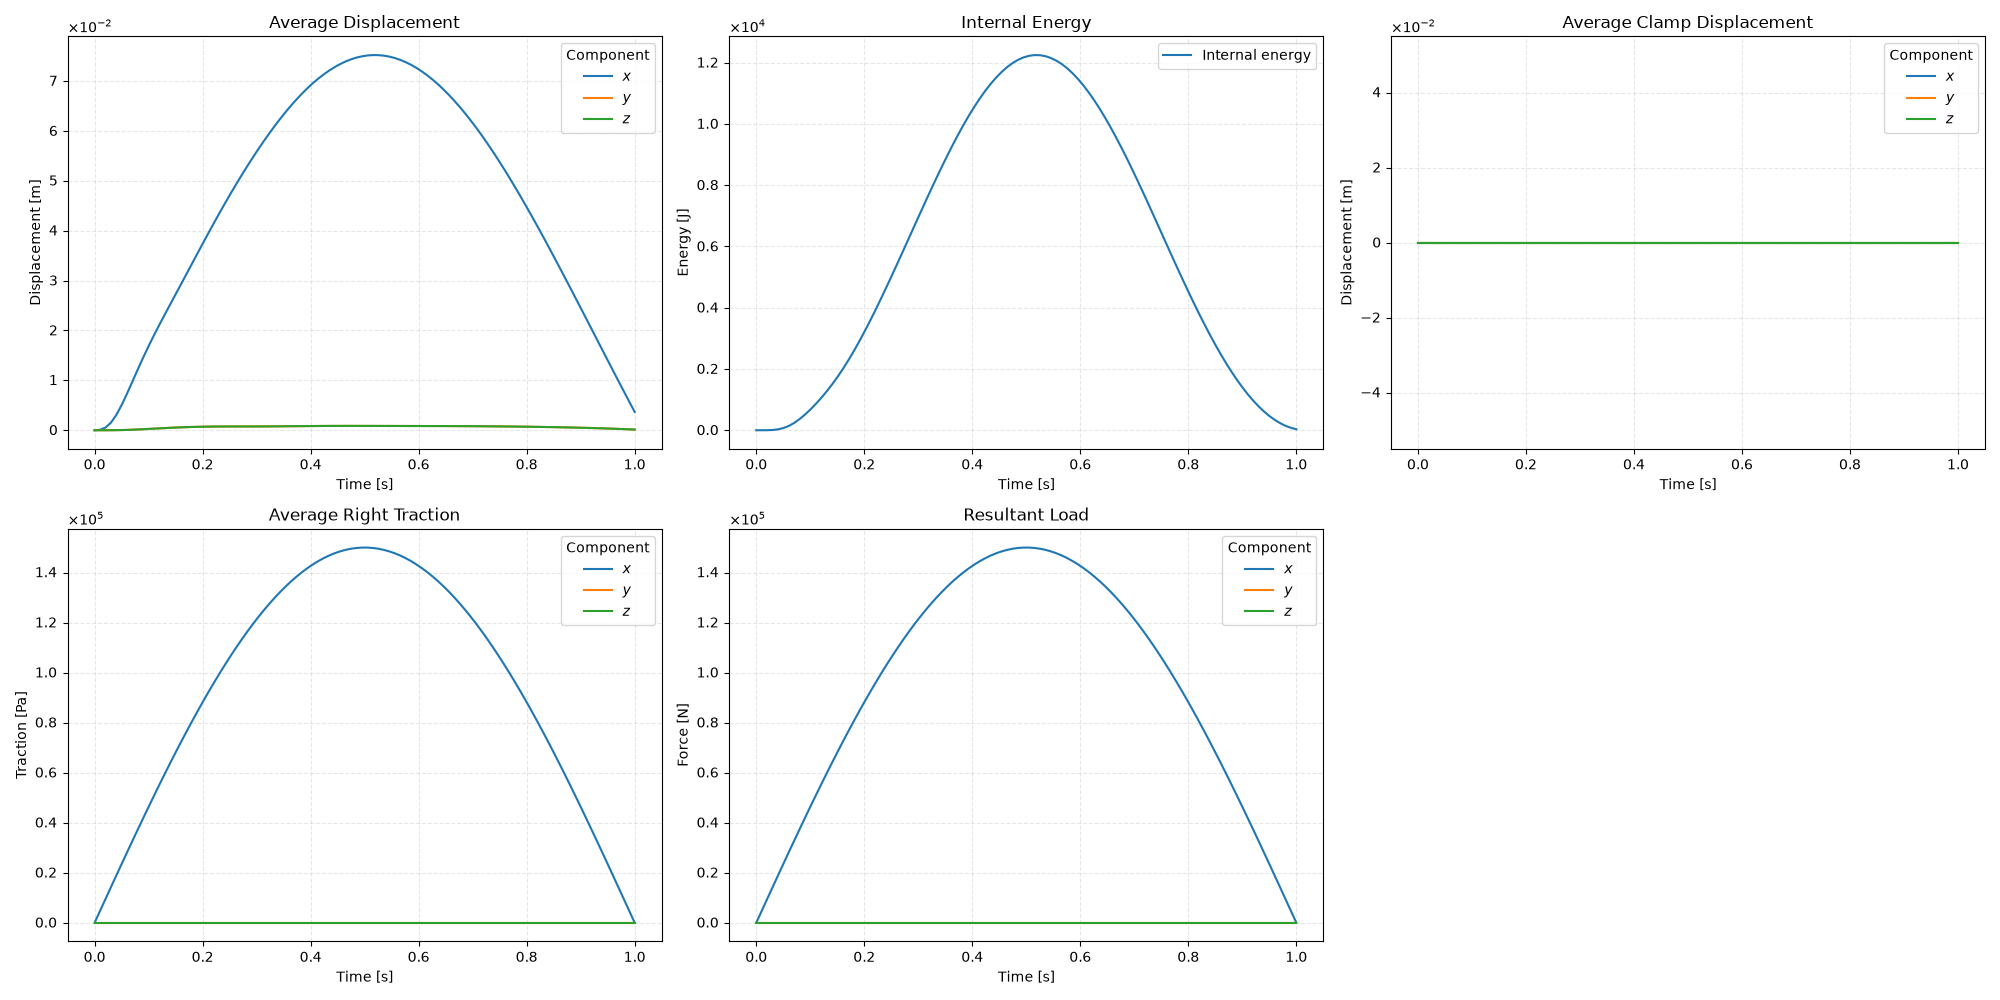 Average Displacement
×10⁻²
Displacement [m]
7
6
5
4
3
2
1
0
0.0 0.2 0.4 0.6 0.8 1.0
Time [s]
Component
x
y
z
Internal Energy
×10⁴
Energy [J]
1.2
1.0
0.8
0.6
0.4
0.2
0.0
0.0 0.2 0.4 0.6 0.8 1.0
Time [s]
Internal energy
Average Clamp Displacement
×10⁻²
Displacement [m]
4
2
0
−2
−4
0.0 0.2 0.4 0.6 0.8 1.0
Time [s]
Component
x
y
z
Average Right Traction
×10⁵
Traction [Pa]
1.4
1.2
1.0
0.8
0.6
0.4
0.2
0.0
0.0 0.2 0.4 0.6 0.8 1.0
Time [s]
Component
x
y
z
Resultant Load
×10⁵
Force [N]
1.4
1.2
1.0
0.8
0.6
0.4
0.2
0.0
0.0 0.2 0.4 0.6 0.8 1.0
Time [s]
Component
x
y
z